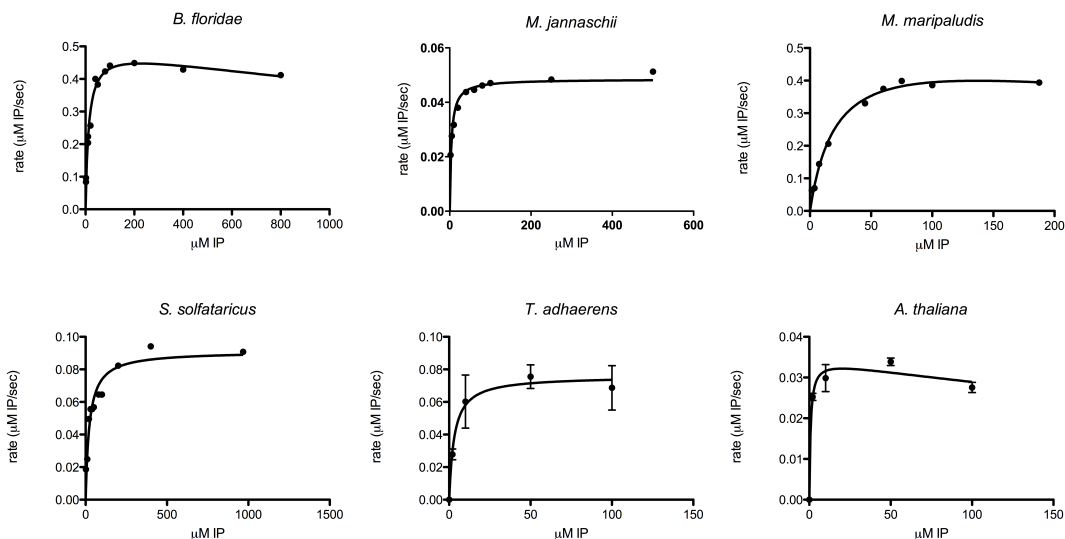 B. floridae
rate (μM IP/sec)
0.5
0.4
0.3
0.2
0.1
0.0
0 200 400 600 800 1000
μM IP
M. jannaschii
rate (μM IP/sec)
0.06
0.04
0.02
0.00
0 200 400 600
μM IP
M. maripaludis
rate (μM IP/sec)
0.5
0.4
0.3
0.2
0.1
0.0
0 50 100 150 200
μM IP
S. solfataricus
rate (μM IP/sec)
0.10
0.08
0.06
0.04
0.02
0.00
0 500 1000 1500
μM IP
T. adhaerens
rate (μM IP/sec)
0.10
0.08
0.06
0.04
0.02
0.00
0 50 100 150
μM IP
A. thaliana
rate (μM IP/sec)
0.04
0.03
0.02
0.01
0.00
0 50 100 150
μM IP